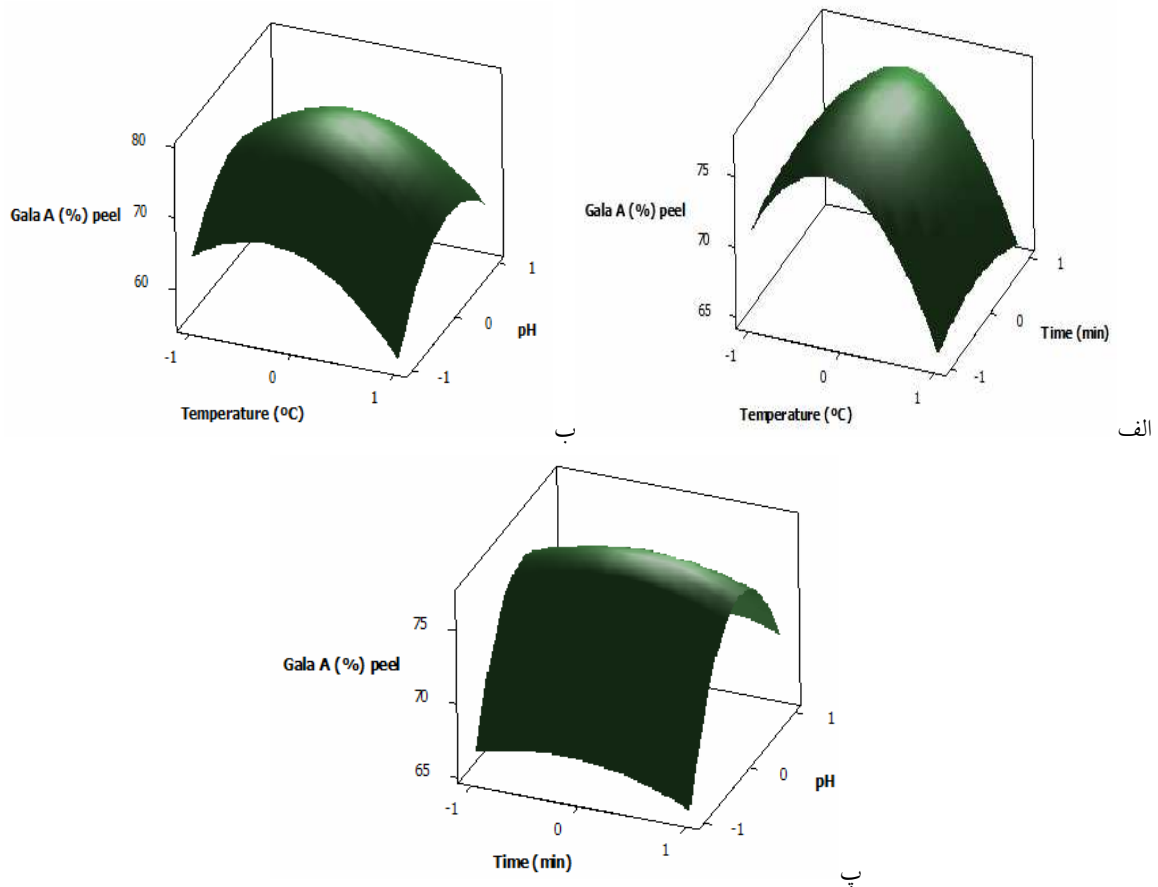 80
Gala A (%) peel
70
60
1
0
pH
-1
-1
0
1
Temperature (ºC)
ب
75
Gala A (%) peel
70
65
1
0
Time (min)
-1
-1
0
1
Temperature (ºC)
الف
75
Gala A (%) peel
70
65
1
0
pH
-1
-1
0
1
Time (min)
پ